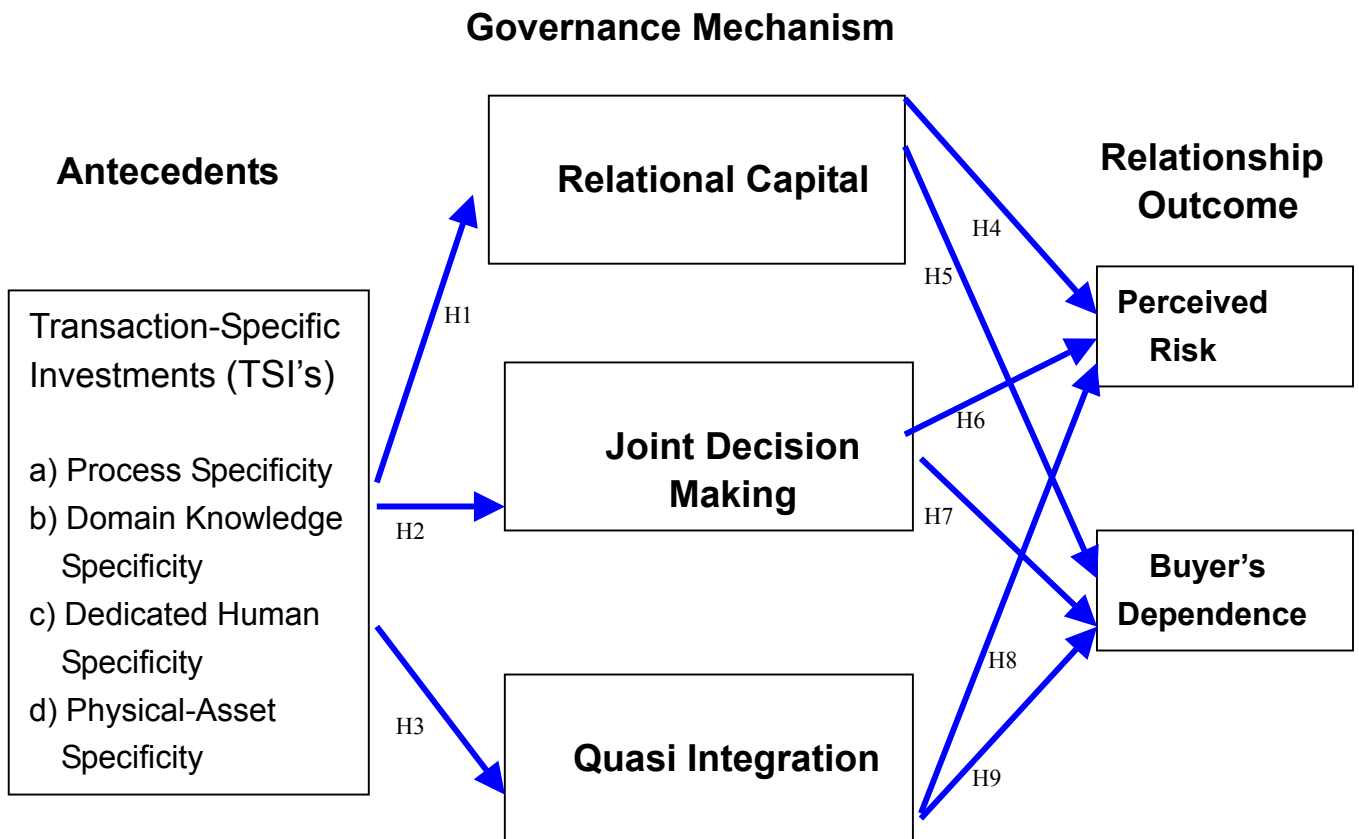 Governance Mechanism
Antecedents
Transaction-Specific
Investments (TSI’s)
a) Process Specificity
b) Domain Knowledge
Specificity
c) Dedicated Human
Specificity
d) Physical-Asset
Specificity
H1
H2
H3
Relational Capital
Joint Decision
Making
Quasi Integration
H4
H5
H6
H7
H8
H9
Relationship
Outcome
Perceived
Risk
Buyer’s
Dependence